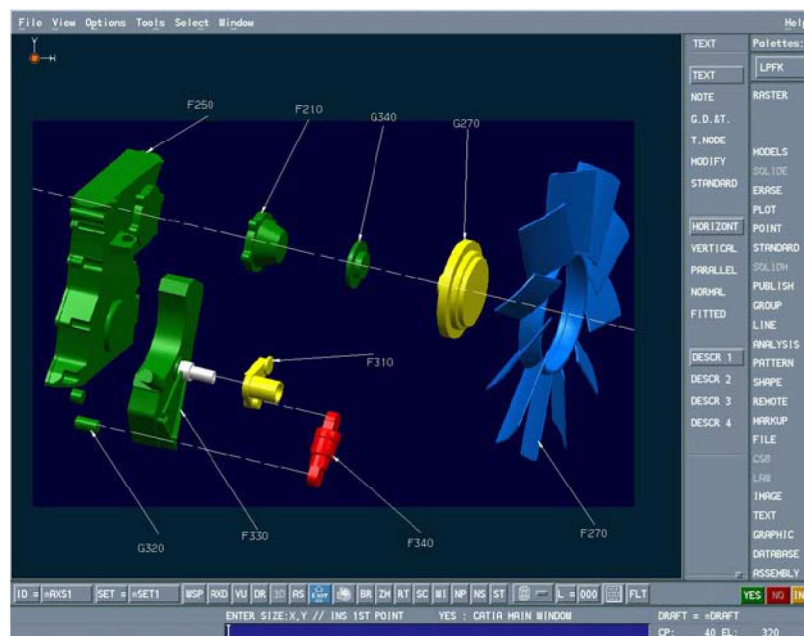 File View Options Tools Select Window Help
Y
H
F250
F210
G340
G270
F310
G320
F330
F340
F270
TEXT
TEXT
NOTE
G.D.&T.
T.NODE
MODIFY
STANDARD
HORIZONT
VERTICAL
PARALLEL
NORMAL
FITTED
DESCR 1
DESCR 2
DESCR 3
DESCR 4
Palettes:
LPFK
RASTER
MODELS
SOLIDE
ERASE
PLOT
POINT
STANDARD
SOLIDM
PUBLISH
GROUP
LINE
ANALYSIS
PATTERN
SHAPE
REMOTE
MARKUP
FILE
CSB
LAW
IMAGE
TEXT
GRAPHIC
DATABASE
ASSEMBLY
ID = *AXS1 SET = *SET1 WSP AXD VU DR 3D AS BR ZM RT SC WI NP NS ST L = 000 FLT YES NO IN
ENTER SIZE:X,Y // INS 1ST POINT YES : CATIA MAIN WINDOW DRAFT = *DRAFT
CP: 40 EL: 320